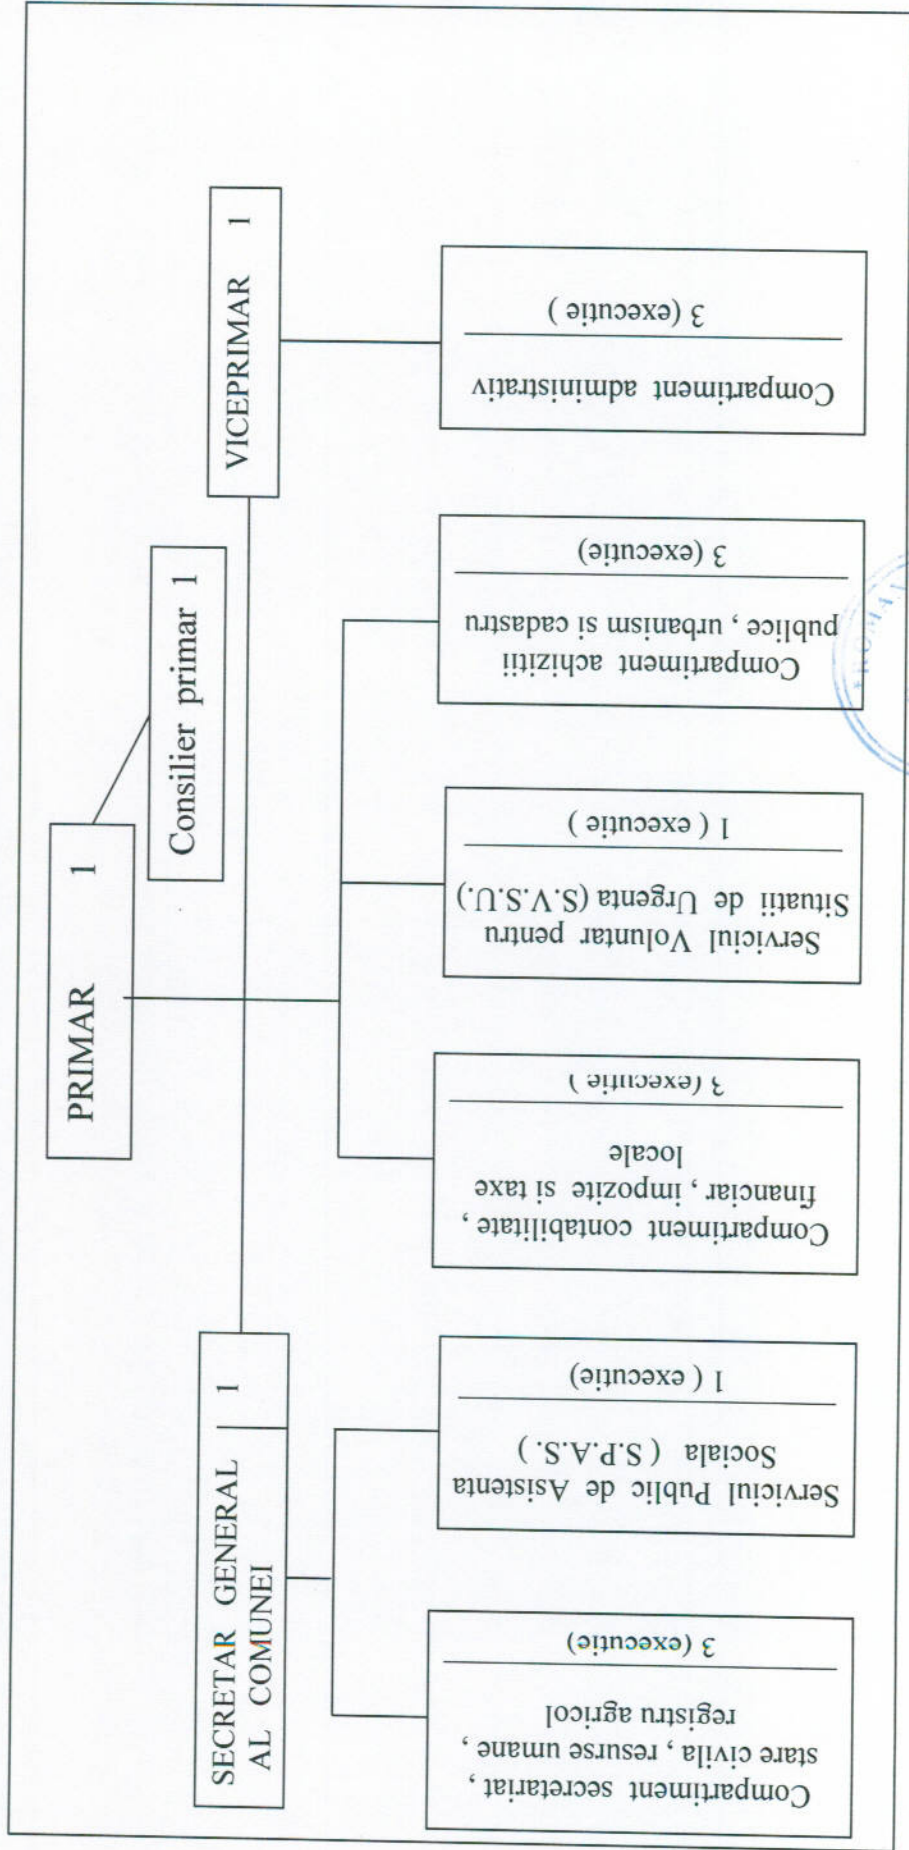 PRIMAR 1
Consilier primar 1
SECRETAR GENERAL 1
AL COMUNEI
VICEPRIMAR 1
Compartiment secretariat ,
stare civila , resurse umane ,
registru agricol
3 (executie)
Serviciul Public de Asistenta
Sociala ( S.P.A.S. )
1 ( executie)
Compartiment contabilitate ,
financiar , impozite si taxe
locale
3 (executie )
Serviciul Voluntar pentru
Situatii de Urgenta (S.V.S.U.)
1 ( executie )
Compartiment achizitii
publice , urbanism si cadastru
3 (executie)
Compartiment administrativ
3 (executie )